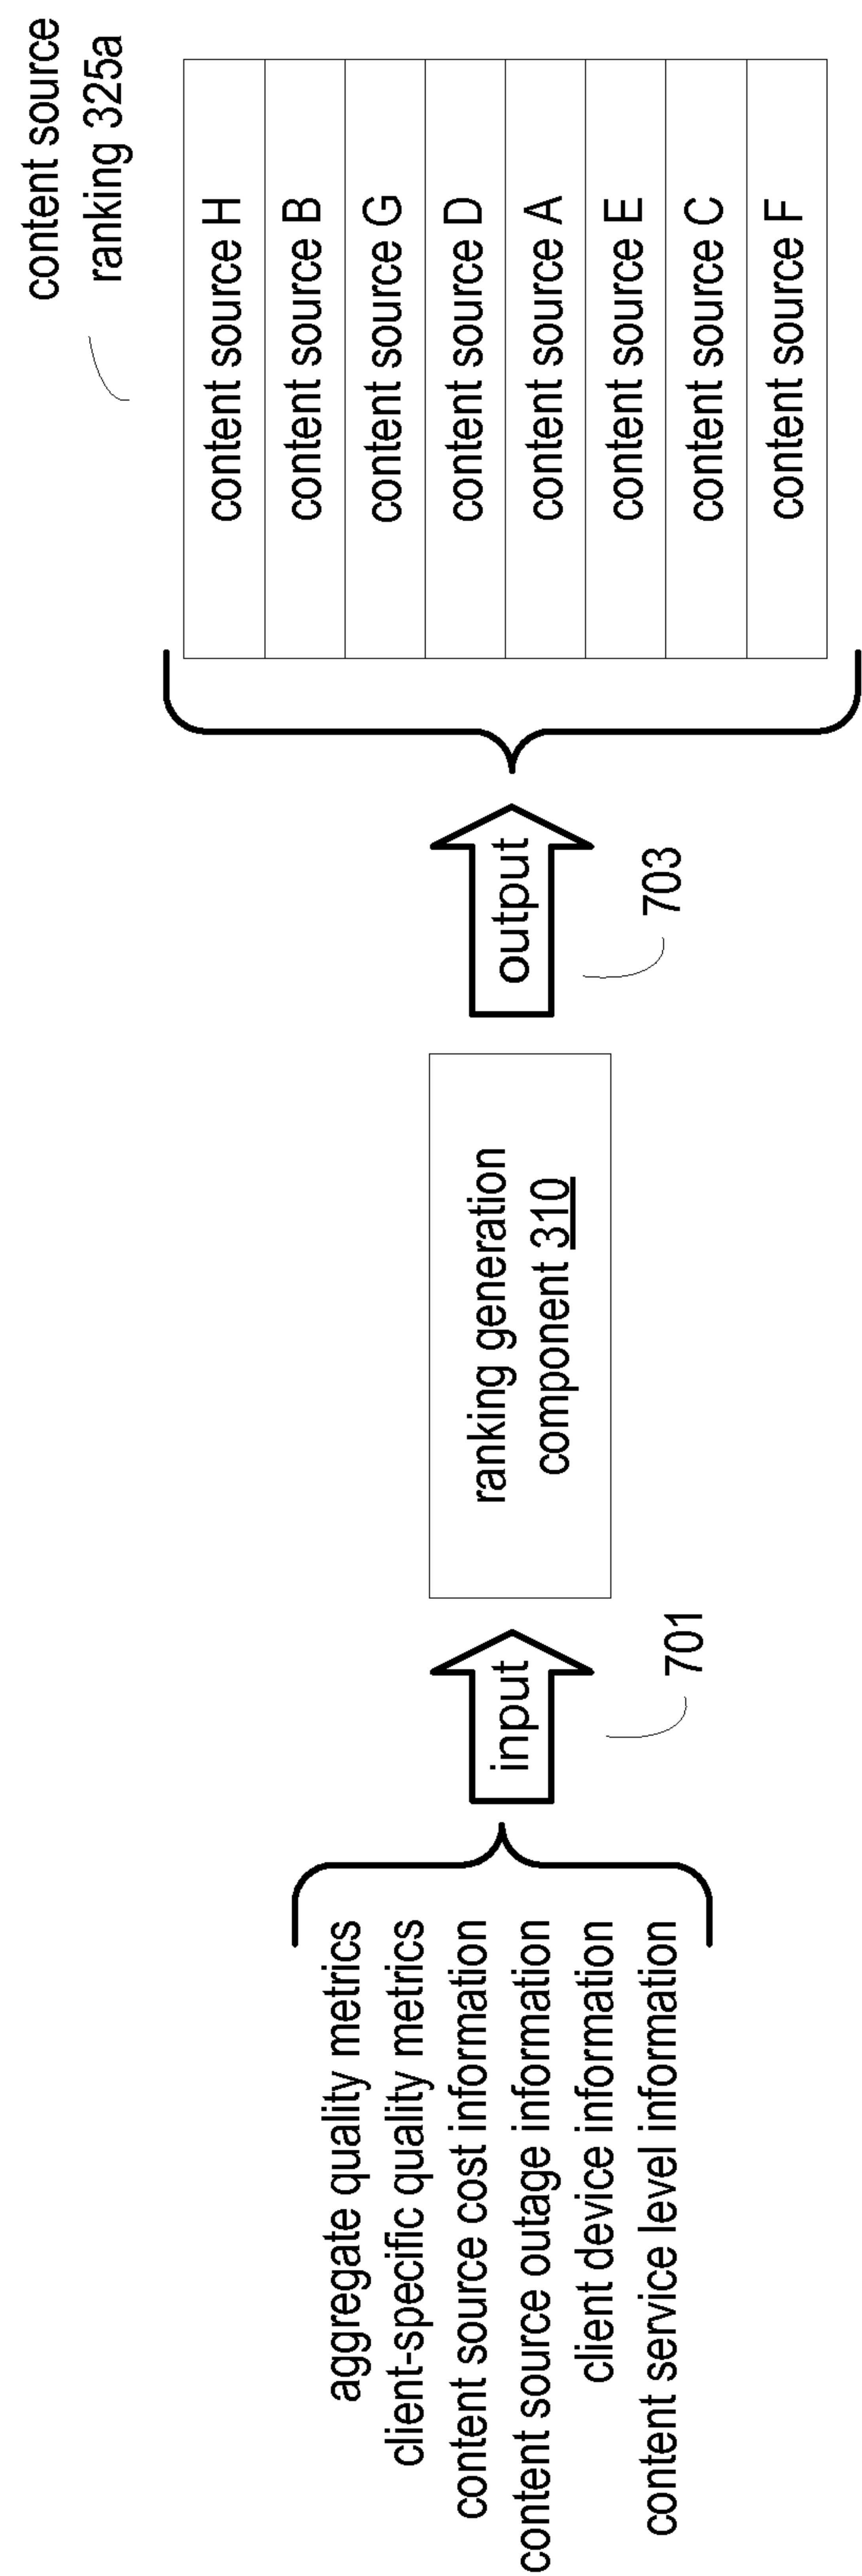 aggregate quality metrics
client-specific quality metrics
content source cost information
content source outage information
client device information
content service level information
input
701
ranking generation
component 310
output
703
content source
ranking 325a
content source H
content source B
content source G
content source D
content source A
content source E
content source C
content source F